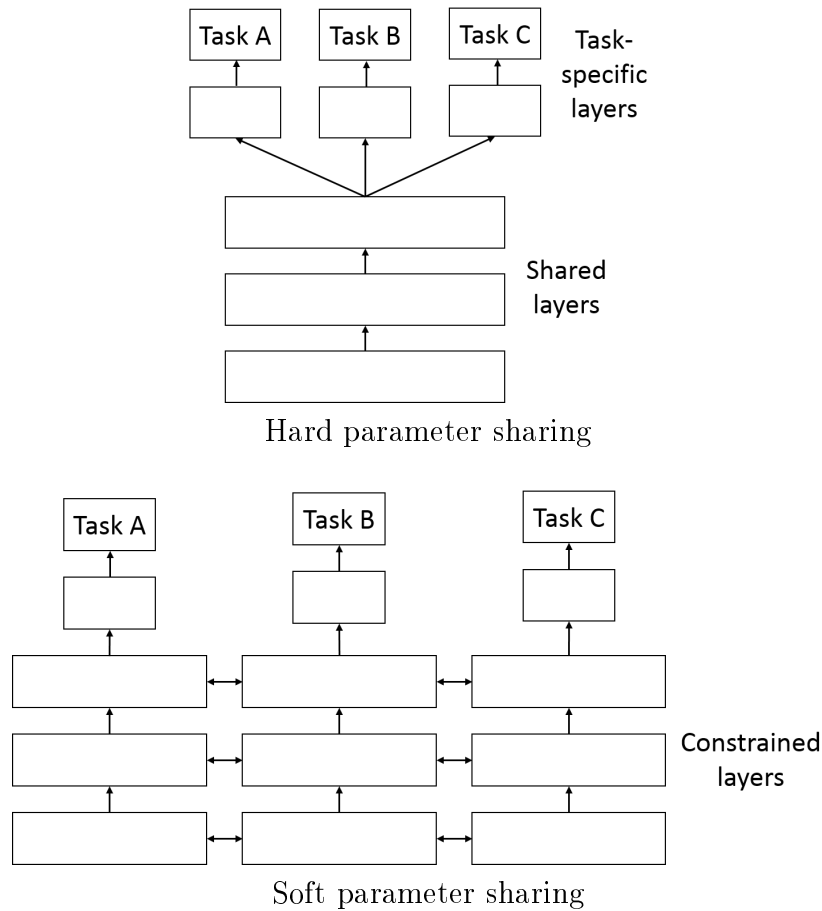 Task A
Task B
Task C
Task-
specific
layers
Shared
layers
Hard parameter sharing
Task A
Task B
Task C
Constrained
layers
Soft parameter sharing